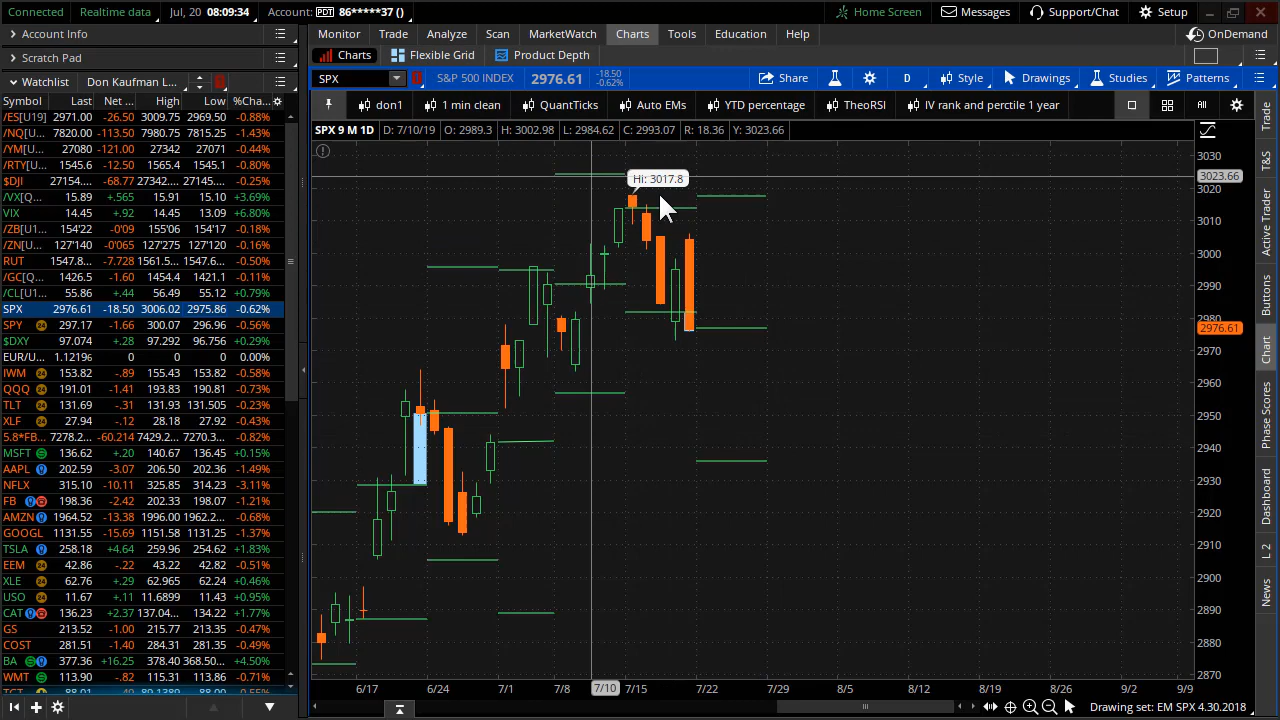 Connected Realtime data Jul, 20 08:09:34 Account: PDT 86*****37 () Home Screen Messages Support/Chat Setup
Account Info
Scratch Pad
Watchlist Don Kaufman L...
Symbol Last Net ... High Low %Cha...
/ES[U19] 2971.00 -26.50 3009.75 2969.50 -0.88%
/NQ[U... 7820.00 -113.50 7980.75 7815.25 -1.43%
/YM[U... 27080 -121.00 27342 27071 -0.44%
/RTY[U... 1545.6 -12.50 1565.4 1545.1 -0.80%
$DJI 27154.... -68.77 27342.... 27145.... -0.25%
/VX[Q... 15.89 +.565 15.91 15.10 +3.69%
VIX 14.45 +.92 14.45 13.09 +6.80%
/ZB[U1... 154'22 -0'09 155'06 154'17 -0.18%
/ZN[U... 127'140 -0'065 127'275 127'130 -0.16%
RUT 1547.8... -7.728 1561.5... 1547.6... -0.50%
/GC[Q... 1426.5 -1.60 1454.4 1421.1 -0.11%
/CL[U1... 55.86 +.44 56.49 55.12 +0.79%
SPX 2976.61 -18.50 3006.02 2975.86 -0.62%
SPY 297.17 -1.66 300.07 296.96 -0.56%
$DXY 97.074 +.28 97.292 96.756 +0.29%
EUR/U... 1.12196 0 0 0 0.00%
IWM 153.82 -.89 155.43 153.82 -0.58%
QQQ 191.01 -1.41 193.83 190.81 -0.73%
TLT 131.69 -.31 131.93 131.505 -0.23%
XLF 27.94 -.12 28.18 27.92 -0.43%
5.8*FB... 7278.2... -60.214 7429.2... 7270.3... -0.82%
MSFT 136.62 +.20 140.67 136.45 +0.15%
AAPL 202.59 -3.07 206.50 202.36 -1.49%
NFLX 315.10 -10.11 325.85 314.23 -3.11%
FB 198.36 -2.42 202.33 198.07 -1.21%
AMZN 1964.52 -13.38 1996.00 1962.2... -0.68%
GOOGL 1131.55 -15.69 1151.58 1131.25 -1.37%
TSLA 258.18 +4.64 259.96 254.62 +1.83%
EEM 42.86 -.22 43.22 42.82 -0.51%
XLE 62.76 +.29 62.965 62.24 +0.46%
USO 11.67 +.11 11.6899 11.43 +0.95%
CAT 136.23 +2.37 137.04... 134.22 +1.77%
GS 213.52 -1.00 215.77 213.35 -0.47%
COST 281.51 -1.40 284.31 281.35 -0.49%
BA 377.36 +16.25 378.40 368.50... +4.50%
WMT 113.90 -.82 115.31 113.86 -0.71%
Monitor Trade Analyze Scan MarketWatch Charts Tools Education Help OnDemand
Charts Flexible Grid Product Depth
SPX S&P 500 INDEX 2976.61 -18.50 -0.62% Share D Style Drawings Studies Patterns
don1 1 min clean QuantTicks Auto EMs YTD percentage TheoRSI IV rank and perctile 1 year All
SPX 9 M 1D D: 7/10/19 O: 2989.3 H: 3002.98 L: 2984.62 C: 2993.07 R: 18.36 Y: 3023.66
Hi: 3017.8
3030
3023.66
3020
3010
3000
2990
2980
2976.61
2970
2960
2950
2940
2930
2920
2910
2900
2890
2880
2870
6/17 6/24 7/1 7/8 7/10 7/15 7/22 7/29 8/5 8/12 8/19 8/26 9/2 9/9
Drawing set: EM SPX 4.30.2018
Trade
T&S
Active Trader
Buttons
Chart
Phase Scores
Dashboard
L 2
News